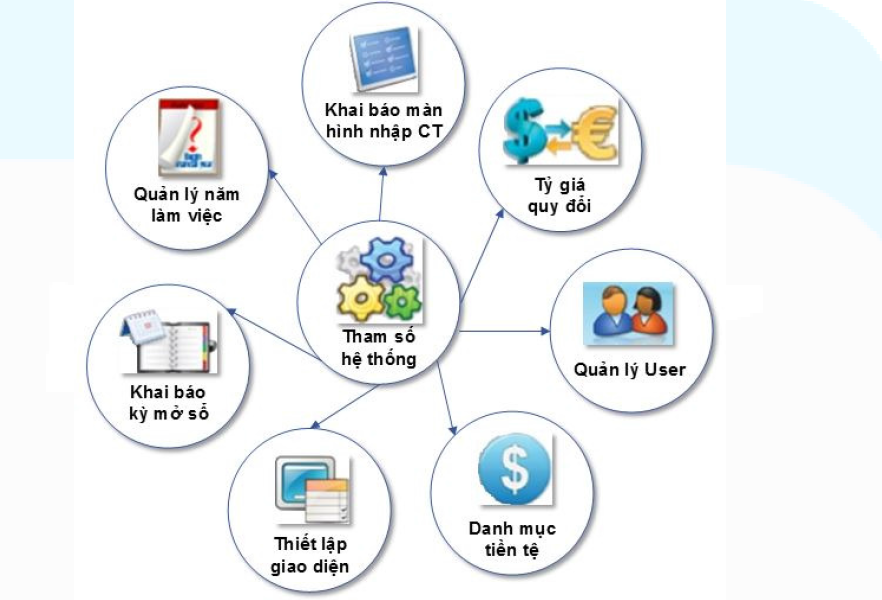 Khai báo màn
hình nhập CT
Quản lý năm
làm việc
Tỷ giá
quy đổi
Tham số
hệ thống
Quản lý User
Khai báo
kỳ mở sổ
Thiết lập
giao diện
Danh mục
tiền tệ